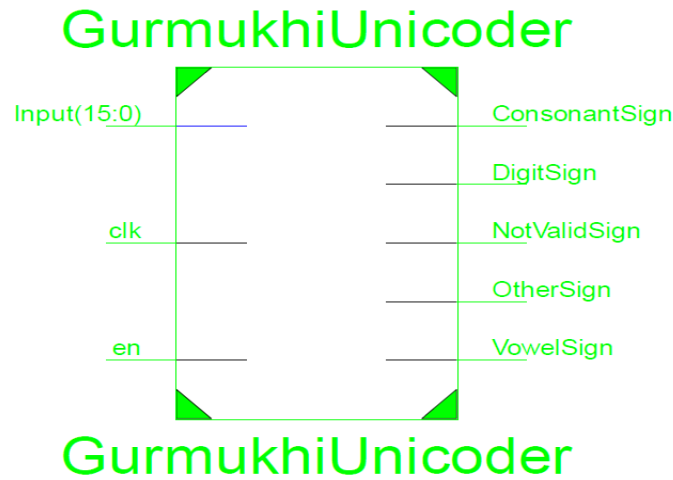 GurmukhiUnicoder
Input(15:0)
ConsonantSign
DigitSign
clk
NotValidSign
OtherSign
en
VowelSign
GurmukhiUnicoder